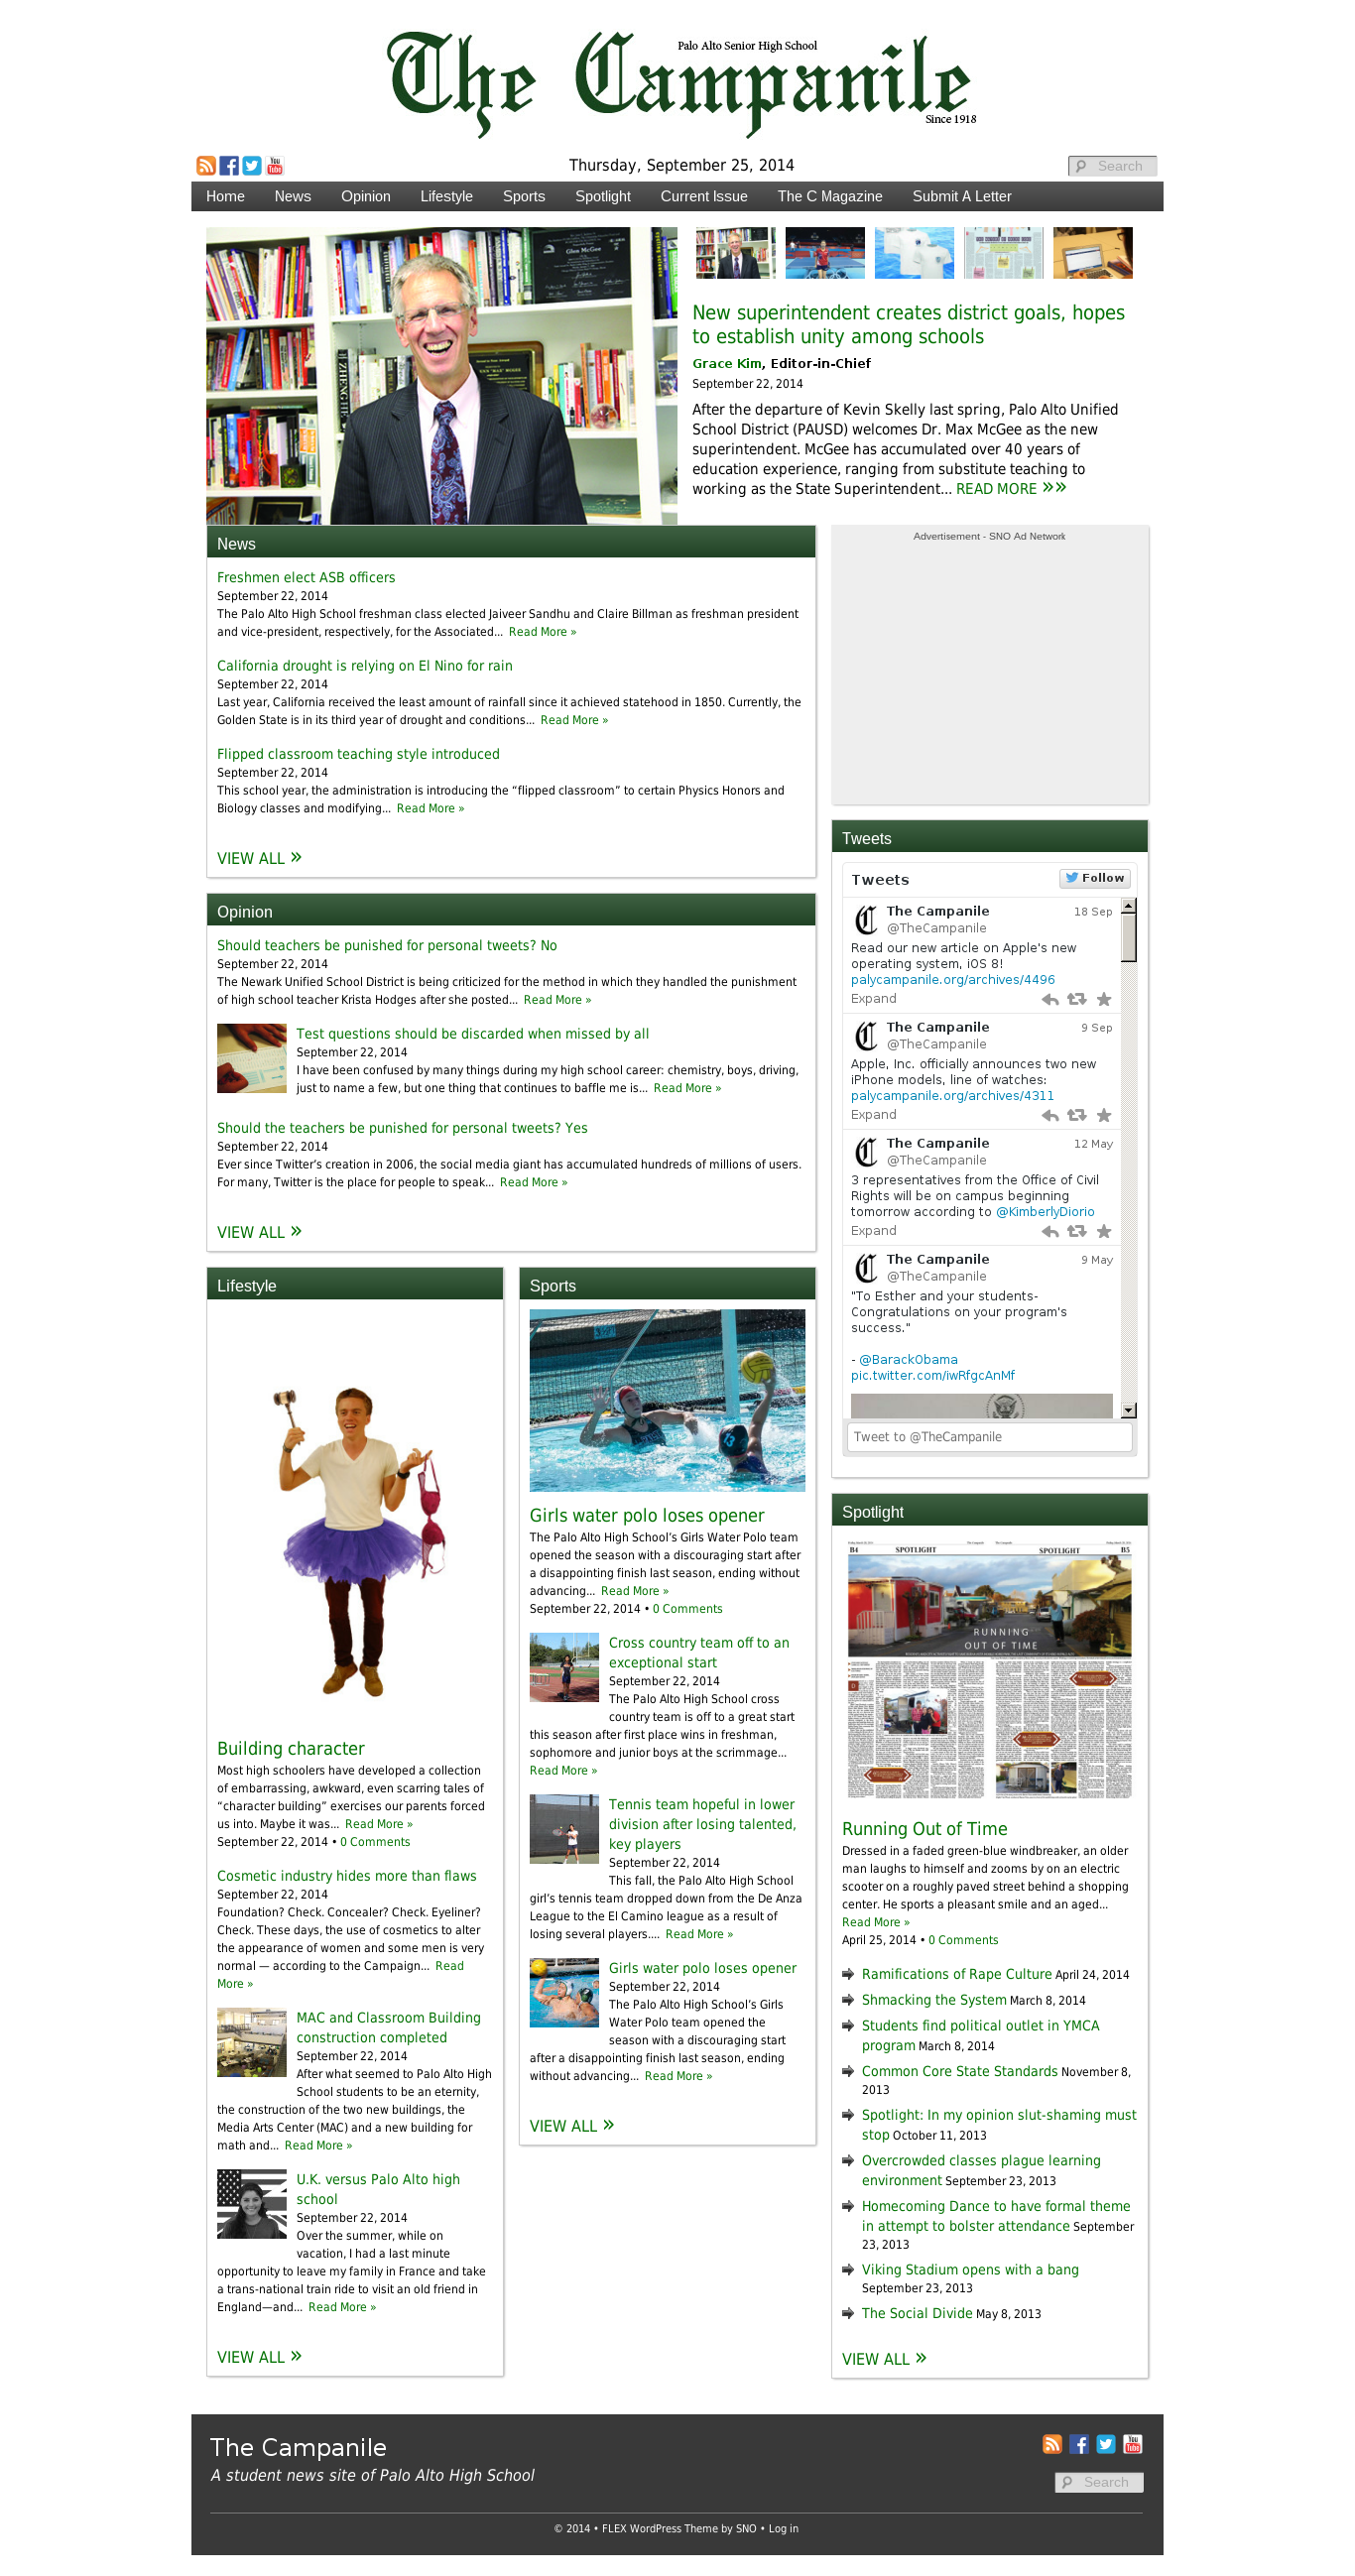 The Campanile
Palo Alto Senior High School
Since 1918
Thursday, September 25, 2014
Search
Home News Opinion Lifestyle Sports Spotlight Current Issue The C Magazine Submit A Letter
New superintendent creates district goals, hopes
to establish unity among schools
Grace Kim, Editor-in-Chief
September 22, 2014
After the departure of Kevin Skelly last spring, Palo Alto Unified
School District (PAUSD) welcomes Dr. Max McGee as the new
superintendent. McGee has accumulated over 40 years of
education experience, ranging from substitute teaching to
working as the State Superintendent... READ MORE »»
News
Freshmen elect ASB officers
September 22, 2014
The Palo Alto High School freshman class elected Jaiveer Sandhu and Claire Billman as freshman president
and vice-president, respectively, for the Associated... Read More »
California drought is relying on El Nino for rain
September 22, 2014
Last year, California received the least amount of rainfall since it achieved statehood in 1850. Currently, the
Golden State is in its third year of drought and conditions... Read More »
Flipped classroom teaching style introduced
September 22, 2014
This school year, the administration is introducing the “flipped classroom” to certain Physics Honors and
Biology classes and modifying... Read More »
VIEW ALL »
Opinion
Should teachers be punished for personal tweets? No
September 22, 2014
The Newark Unified School District is being criticized for the method in which they handled the punishment
of high school teacher Krista Hodges after she posted... Read More »
Test questions should be discarded when missed by all
September 22, 2014
I have been confused by many things during my high school career: chemistry, boys, driving,
just to name a few, but one thing that continues to baffle me is... Read More »
Should the teachers be punished for personal tweets? Yes
September 22, 2014
Ever since Twitter’s creation in 2006, the social media giant has accumulated hundreds of millions of users.
For many, Twitter is the place for people to speak... Read More »
VIEW ALL »
Lifestyle
Building character
Most high schoolers have developed a collection
of embarrassing, awkward, even scarring tales of
“character building” exercises our parents forced
us into. Maybe it was... Read More »
September 22, 2014 • 0 Comments
Cosmetic industry hides more than flaws
September 22, 2014
Foundation? Check. Concealer? Check. Eyeliner?
Check. These days, the use of cosmetics to alter
the appearance of women and some men is very
normal — according to the Campaign... Read
More »
MAC and Classroom Building
construction completed
September 22, 2014
After what seemed to Palo Alto High
School students to be an eternity,
the construction of the two new buildings, the
Media Arts Center (MAC) and a new building for
math and... Read More »
U.K. versus Palo Alto high
school
September 22, 2014
Over the summer, while on
vacation, I had a last minute
opportunity to leave my family in France and take
a trans-national train ride to visit an old friend in
England—and... Read More »
VIEW ALL »
Sports
Girls water polo loses opener
The Palo Alto High School’s Girls Water Polo team
opened the season with a discouraging start after
a disappointing finish last season, ending without
advancing... Read More »
September 22, 2014 • 0 Comments
Cross country team off to an
exceptional start
September 22, 2014
The Palo Alto High School cross
country team is off to a great start
this season after first place wins in freshman,
sophomore and junior boys at the scrimmage...
Read More »
Tennis team hopeful in lower
division after losing talented,
key players
September 22, 2014
This fall, the Palo Alto High School
girl’s tennis team dropped down from the De Anza
League to the El Camino league as a result of
losing several players.... Read More »
Girls water polo loses opener
September 22, 2014
The Palo Alto High School’s Girls
Water Polo team opened the
season with a discouraging start
after a disappointing finish last season, ending
without advancing... Read More »
VIEW ALL »
Advertisement - SNO Ad Network
Tweets
Tweets
Follow
The Campanile 18 Sep
@TheCampanile
Read our new article on Apple's new
operating system, iOS 8!
palycampanile.org/archives/4496
Expand
The Campanile 9 Sep
@TheCampanile
Apple, Inc. officially announces two new
iPhone models, line of watches:
palycampanile.org/archives/4311
Expand
The Campanile 12 May
@TheCampanile
3 representatives from the Office of Civil
Rights will be on campus beginning
tomorrow according to @KimberlyDiorio
Expand
The Campanile 9 May
@TheCampanile
"To Esther and your students-
Congratulations on your program's
success."
- @BarackObama
pic.twitter.com/iwRfgcAnMf
Tweet to @TheCampanile
Spotlight
B4 SPOTLIGHT SPOTLIGHT B5
RUNNING
OUT OF TIME
Running Out of Time
Dressed in a faded green-blue windbreaker, an older
man laughs to himself and zooms by on an electric
scooter on a roughly paved street behind a shopping
center. He sports a pleasant smile and an aged...
Read More »
April 25, 2014 • 0 Comments
Ramifications of Rape Culture April 24, 2014
Shmacking the System March 8, 2014
Students find political outlet in YMCA
program March 8, 2014
Common Core State Standards November 8,
2013
Spotlight: In my opinion slut-shaming must
stop October 11, 2013
Overcrowded classes plague learning
environment September 23, 2013
Homecoming Dance to have formal theme
in attempt to bolster attendance September
23, 2013
Viking Stadium opens with a bang
September 23, 2013
The Social Divide May 8, 2013
VIEW ALL »
The Campanile
A student news site of Palo Alto High School
Search
© 2014 • FLEX WordPress Theme by SNO • Log in